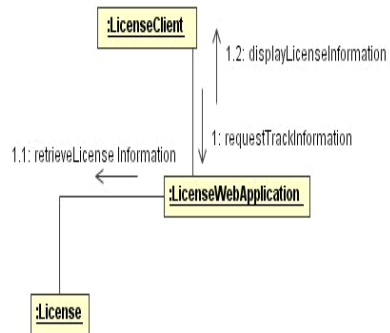 :LicenseClient
1.2: displayLicenseInformation
1: requestTrackInformation
1.1: retrieveLicense Information
:LicenseWebApplication
:License